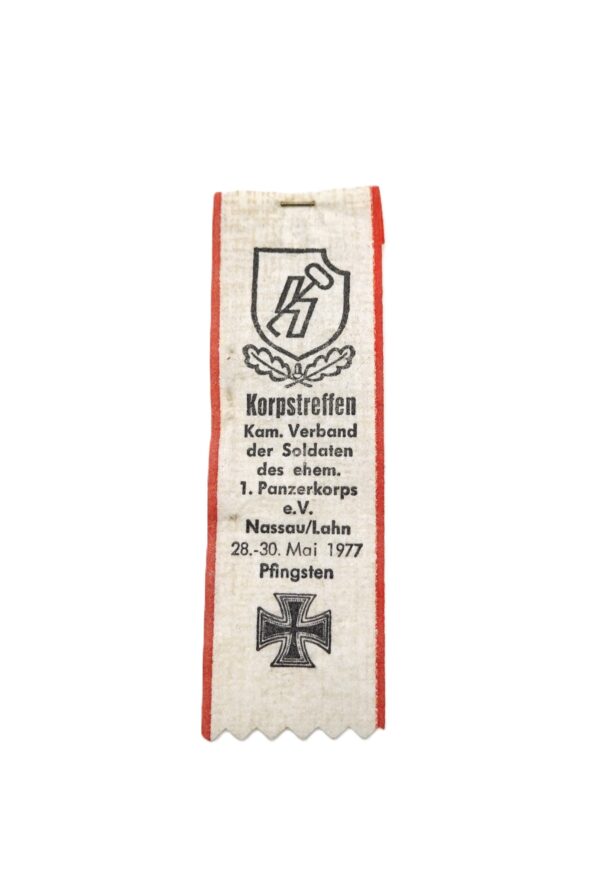 Korpstreffen
Kam. Verband
der Soldaten
des ehem.
1. Panzerkorps
e.V.
Nassau/Lahn
28.-30. Mai 1977
Pfingsten